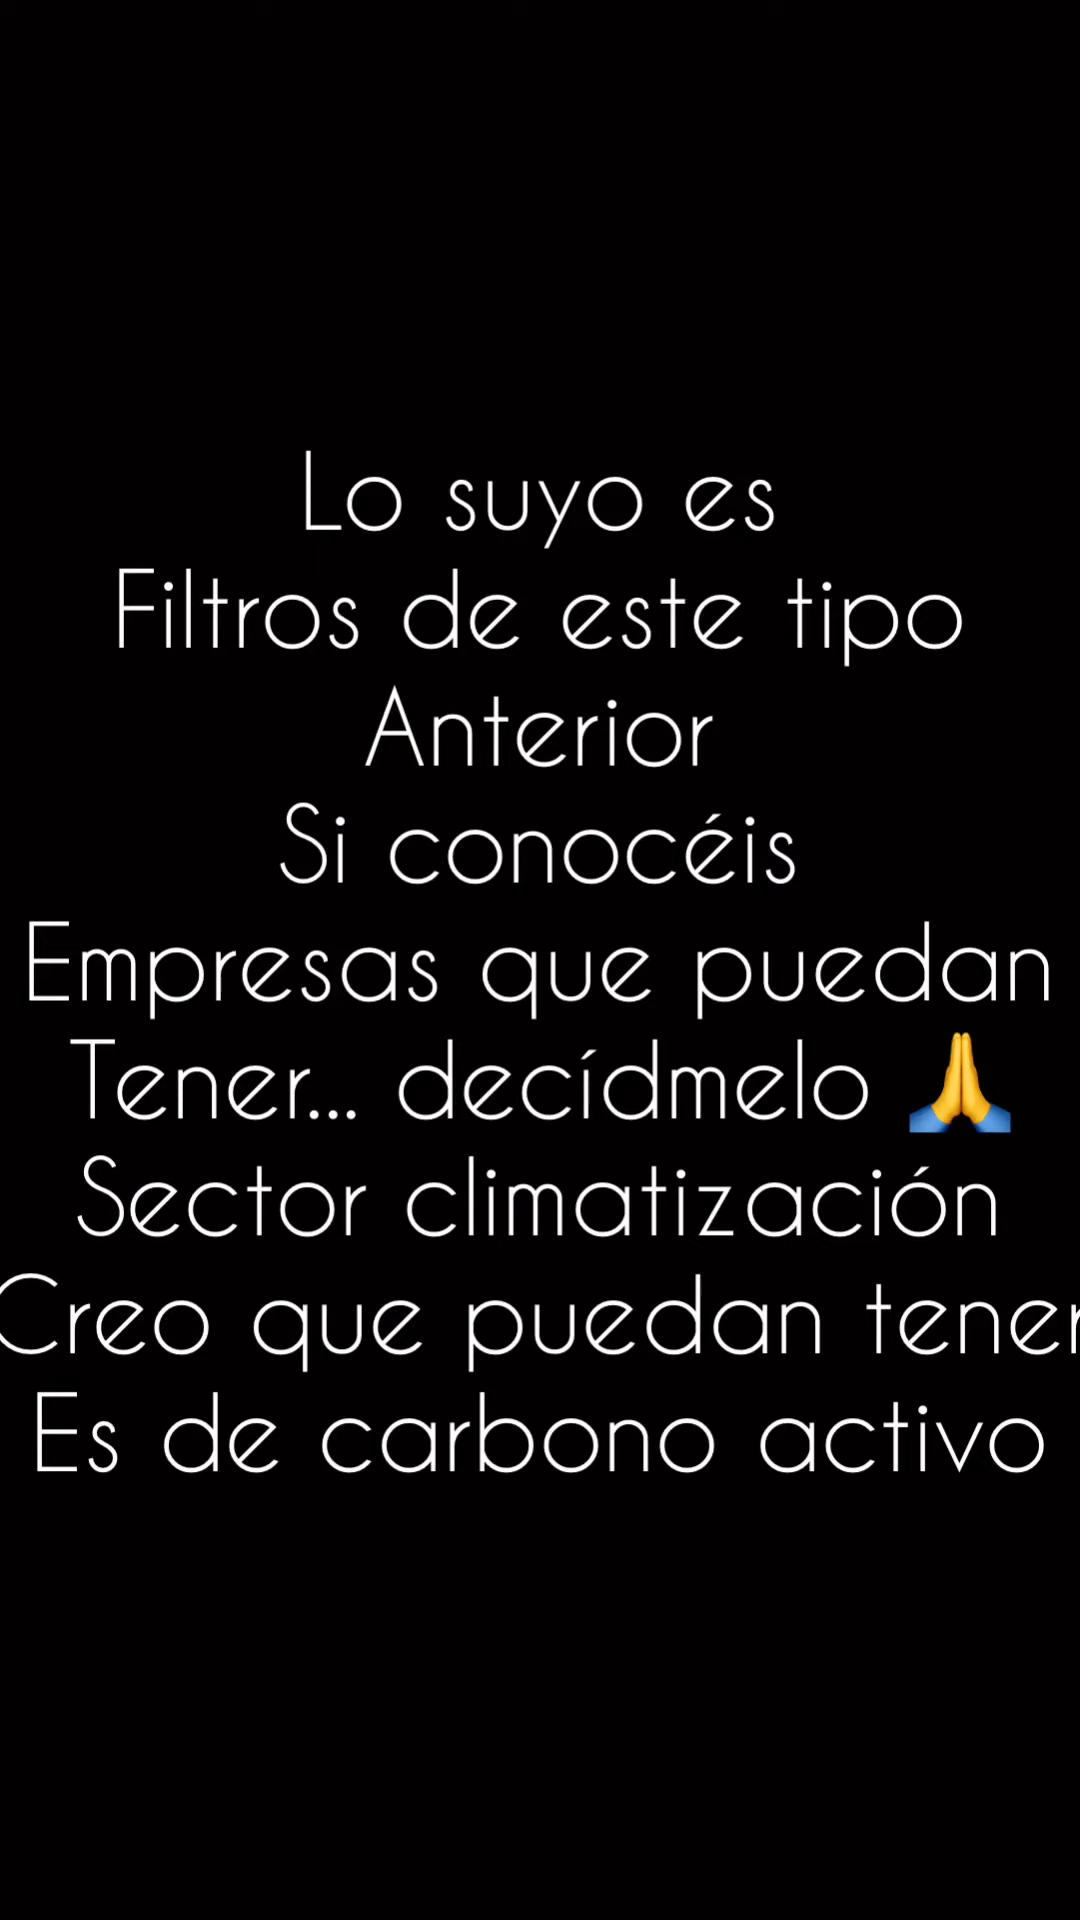 Lo suyo es
Filtros de este tipo
Anterior
Si conocéis
Empresas que puedan
Tener... decídmelo 🙏
Sector climatización
Creo que puedan tener
Es de carbono activo